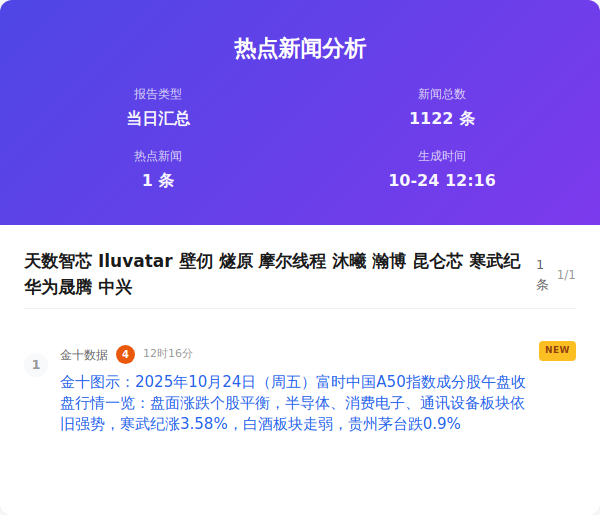 热点新闻分析
报告类型
新闻总数
当日汇总
1122 条
热点新闻
生成时间
1 条
10-24 12:16
天数智芯 Iluvatar 壁仞 燧原 摩尔线程 沐曦 瀚博 昆仑芯 寒武纪
华为晟腾 中兴
1
条
1/1
1
金十数据 4 12时16分
NEW
金十图示：2025年10月24日（周五）富时中国A50指数成分股午盘收
盘行情一览：盘面涨跌个股平衡，半导体、消费电子、通讯设备板块依
旧强势，寒武纪涨3.58%，白酒板块走弱，贵州茅台跌0.9%